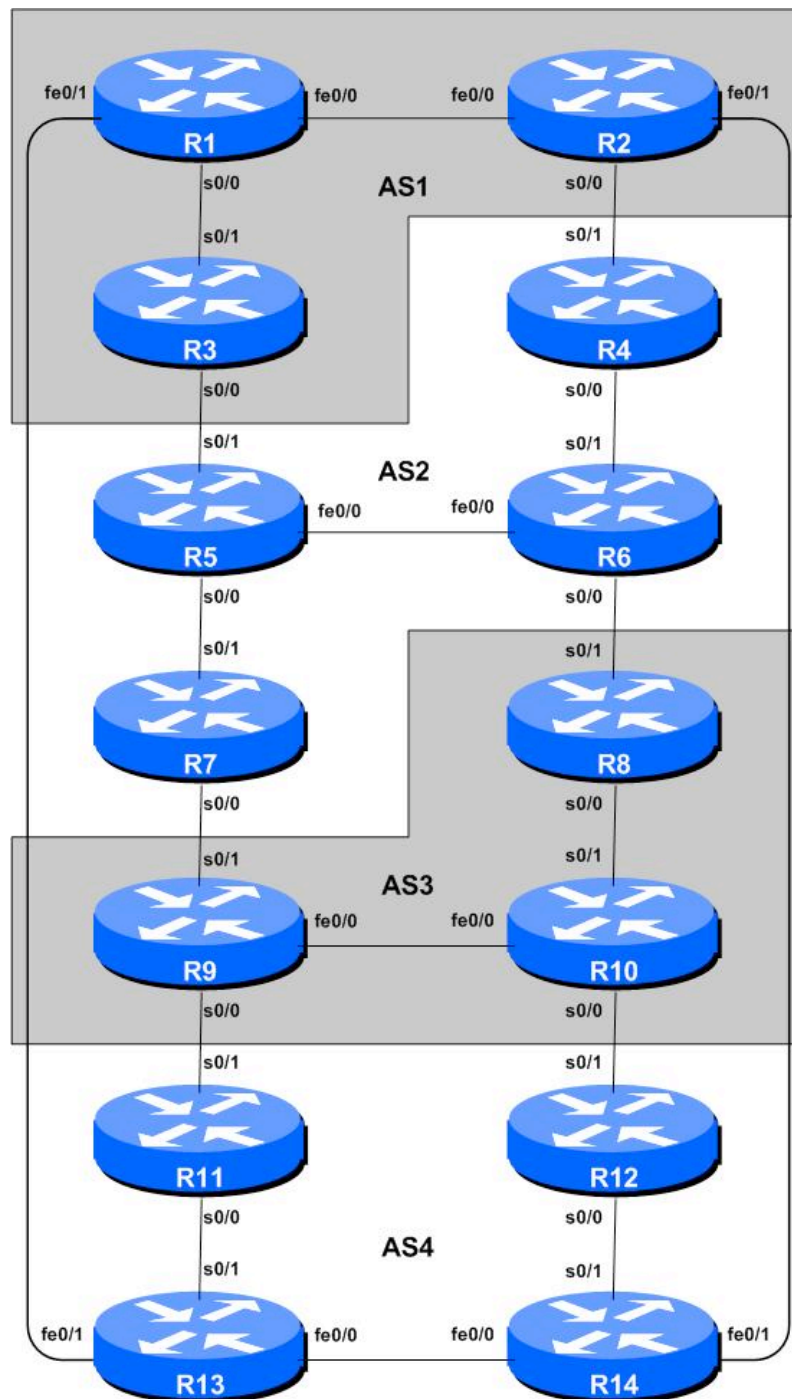 fe0/1 fe0/0 fe0/0 fe0/1
R1 R2
s0/0 AS1 s0/0
s0/1 s0/1
R3 R4
s0/0 s0/0
s0/1 AS2 s0/1
fe0/0 fe0/0
R5 R6
s0/0 s0/0
s0/1 s0/1
R7 R8
s0/0 s0/0
s0/1 AS3 s0/1
fe0/0 fe0/0
R9 R10
s0/0 s0/0
s0/1 s0/1
R11 R12
s0/0 s0/0
AS4
s0/1 s0/1
fe0/1 fe0/0 fe0/0 fe0/1
R13 R14